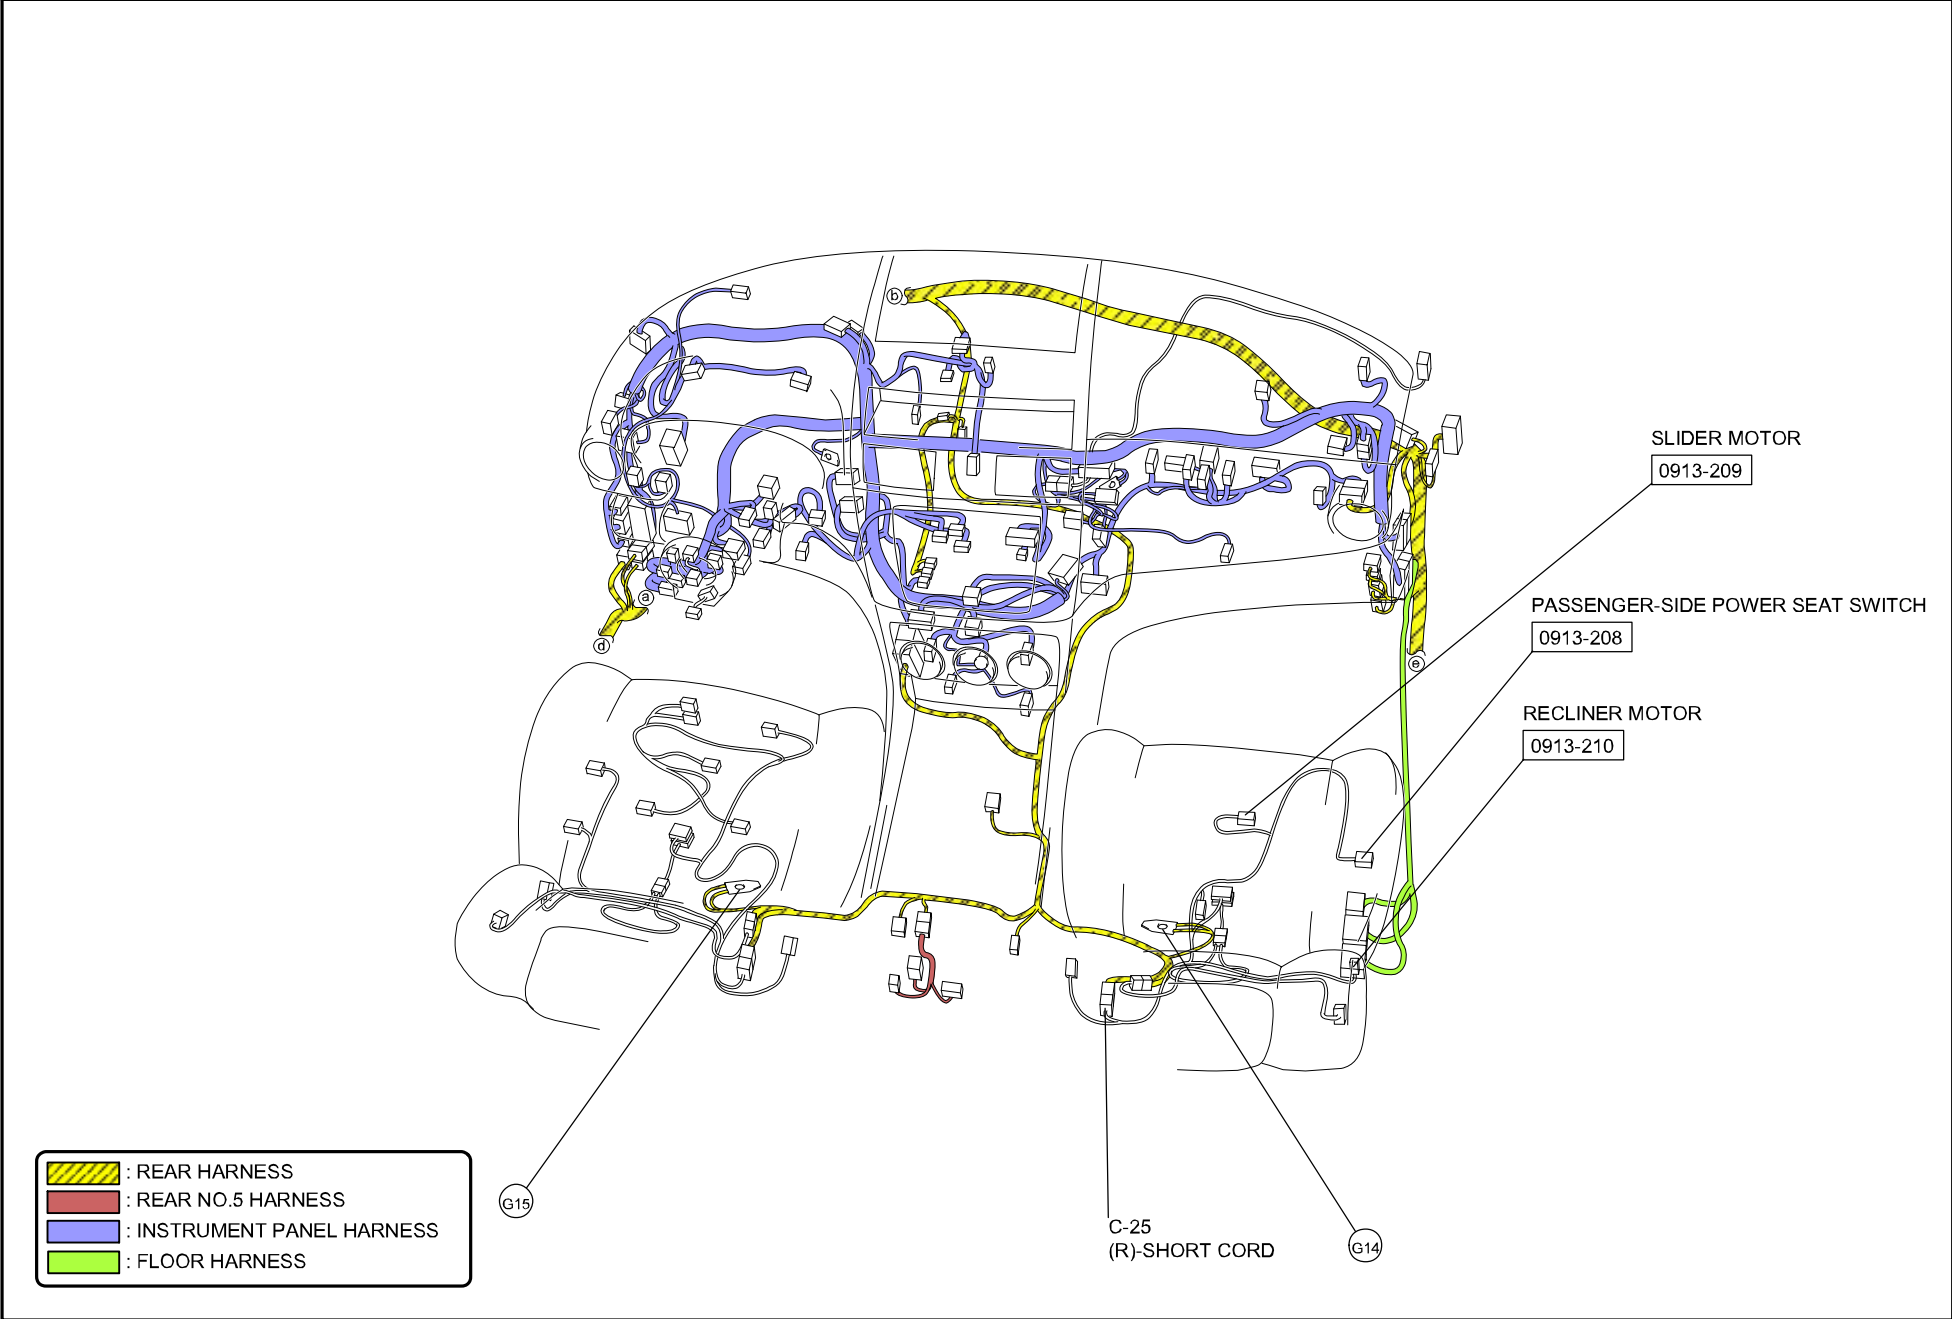 b
SLIDER MOTOR
0913-209
a
PASSENGER-SIDE POWER SEAT SWITCH
0913-208
d
e
RECLINER MOTOR
0913-210
: REAR HARNESS
: REAR NO.5 HARNESS
: INSTRUMENT PANEL HARNESS
: FLOOR HARNESS
G15
C-25
(R)-SHORT CORD
G14